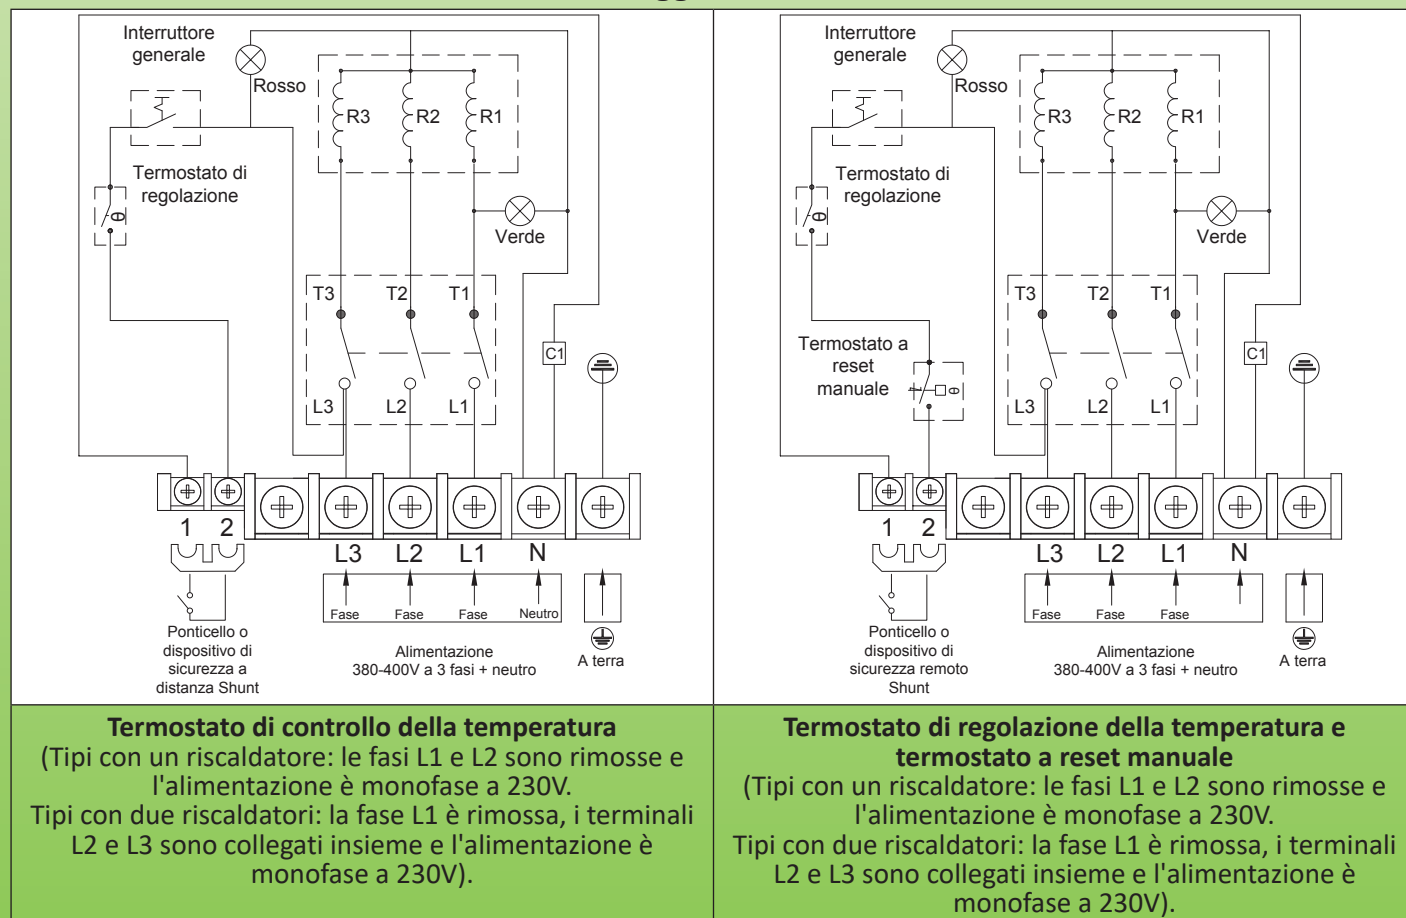 Interruttore
generale
Rosso
R3 R2 R1
Termostato di
regolazione
θ
Verde
T3 T2 T1
C1
L3 L2 L1
1 2
L3 L2 L1 N
Fase Fase Fase Neutro
Ponticello o
dispositivo di
sicurezza a
distanza Shunt
Alimentazione
380-400V a 3 fasi + neutro
A terra
Termostato di controllo della temperatura
(Tipi con un riscaldatore: le fasi L1 e L2 sono rimosse e
l'alimentazione è monofase a 230V.
Tipi con due riscaldatori: la fase L1 è rimossa, i terminali
L2 e L3 sono collegati insieme e l'alimentazione è
monofase a 230V).
Interruttore
generale
Rosso
R3 R2 R1
Termostato di
regolazione
θ
Verde
T3 T2 T1
Termostato a
reset
manuale
θ
C1
L3 L2 L1
1 2
L3 L2 L1 N
Fase Fase Fase
Ponticello o
dispositivo di
sicurezza remoto
Shunt
Alimentazione
380-400V a 3 fasi + neutro
A terra
Termostato di regolazione della temperatura e
termostato a reset manuale
(Tipi con un riscaldatore: le fasi L1 e L2 sono rimosse e
l'alimentazione è monofase a 230V.
Tipi con due riscaldatori: la fase L1 è rimossa, i terminali
L2 e L3 sono collegati insieme e l'alimentazione è
monofase a 230V).